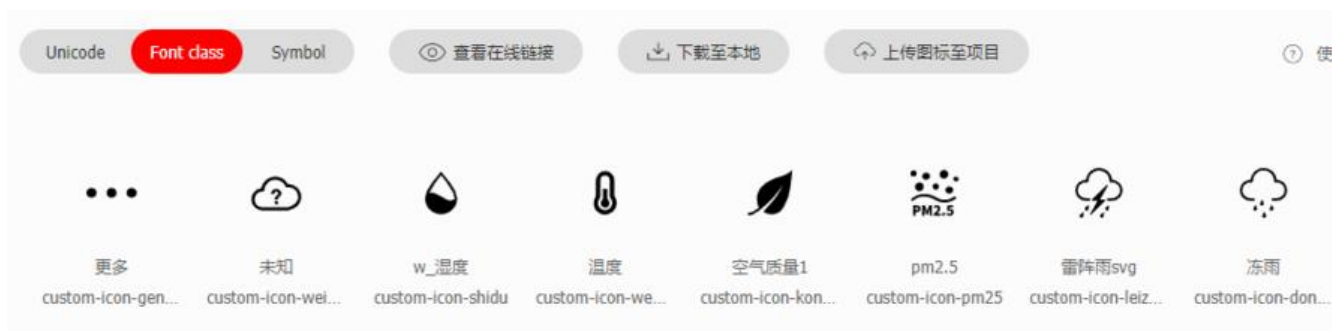 Unicode Font class Symbol 查看在线链接 下载至本地 上传图标至项目 使
PM2.5
更多 未知 w_湿度 温度 空气质量1 pm2.5 雷阵雨svg 冻雨
custom-icon-gen... custom-icon-wei... custom-icon-shidu custom-icon-we... custom-icon-kon... custom-icon-pm25 custom-icon-leiz... custom-icon-don...